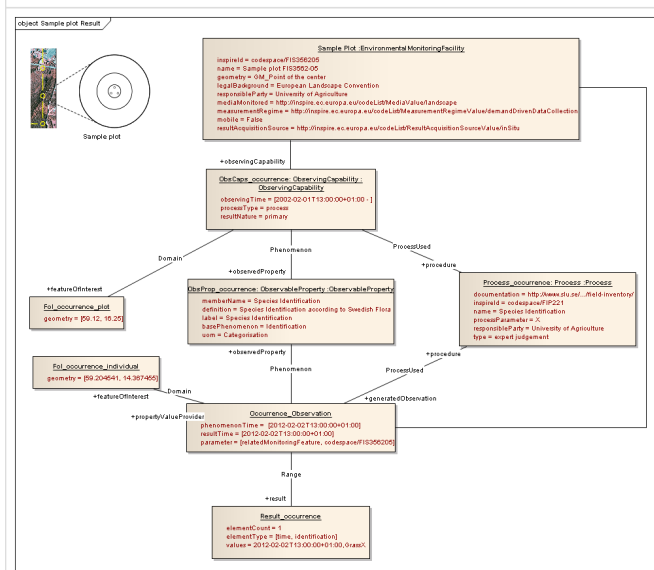 object Sample plot Result
Sample plot
Sample Plot :EnvironmentalMonitoringFacility
inspireId = codespace/FIS356205
name = Sample plot FIS3562-05
geometry = GM_Point of the center
legalBackground = European Landscape Convention
responsibleParty = University of Agriculture
mediaMonitored = http://inspire.ec.europa.eu/codeList/MediaValue/landscape
measurementRegime = http://inspire.ec.europa.eu/codeList/MeasurementRegimeValue/demandDrivenDataCollection
mobile = False
resultAcquisitionSource = http://inspire.ec.europa.eu/codeList/ResultAcquisitionSourceValue/inSitu
+observingCapability
ObsCaps_occurrence: ObservingCapability :
ObservingCapability
observingTime = [2002-02-01T13:00:00+01:00 - ]
processType = process
resultNature = primary
Domain
Phenomenon
ProcessUsed
+featureOfInterest
+observedProperty
+procedure
FoI_occurrence_plot
geometry = [59.12, 16.25]
ObsProp_occurrence: ObservableProperty :ObservableProperty
memberName = Species Identification
definition = Species Identification according to Swedish Flora
label = Species Identification
basePhenomenon = Identification
uom = Categorisation
Process_occurrence: Process :Process
documentation = http://www.slu.se/.../field-inventory/
inspireId = codespace/FIP221
name = Species Identification
processParameter = X
responsibleParty = University of Agriculture
type = expert judgement
+observedProperty
+procedure
FoI_occurrence_individual
geometry = [59.204541, 14.367455]
Phenomenon
ProcessUsed
Domain
+featureOfInterest
+generatedObservation
+propertyValueProvider
Occurrence_Observation
phenomenonTime = [2012-02-02T13:00:00+01:00]
resultTime = [2012-02-02T13:00:00+01:00]
parameter = [relatedMonitoringFeature, codespace/FIS356205]
Range
+result
Result_occurrence
elementCount = 1
elementType = [time, identification]
values = 2012-02-02T13:00:00+01:00,GrassX